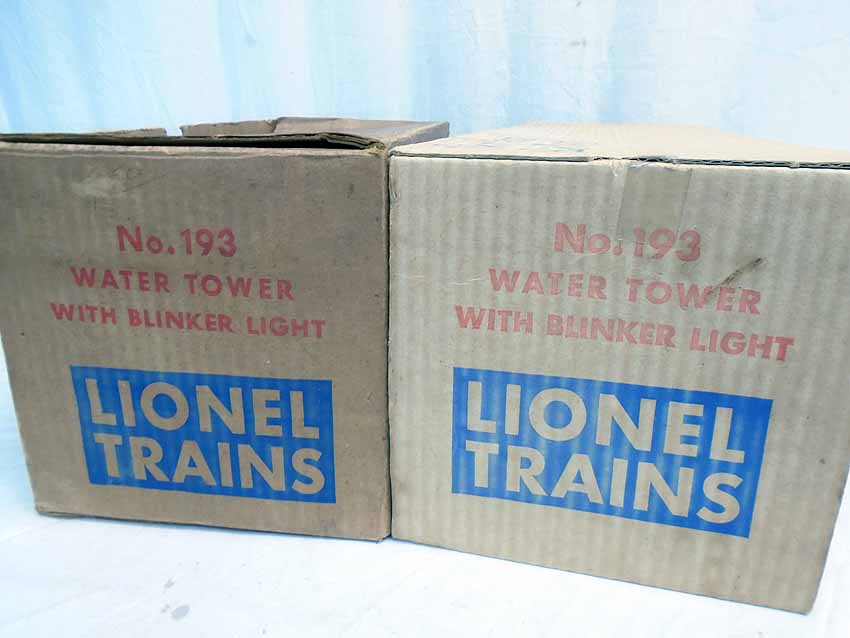 No. 193
WATER TOWER
WITH BLINKER LIGHT
LIONEL
TRAINS
No. 193
WATER TOWER
WITH BLINKER LIGHT
LIONEL
TRAINS